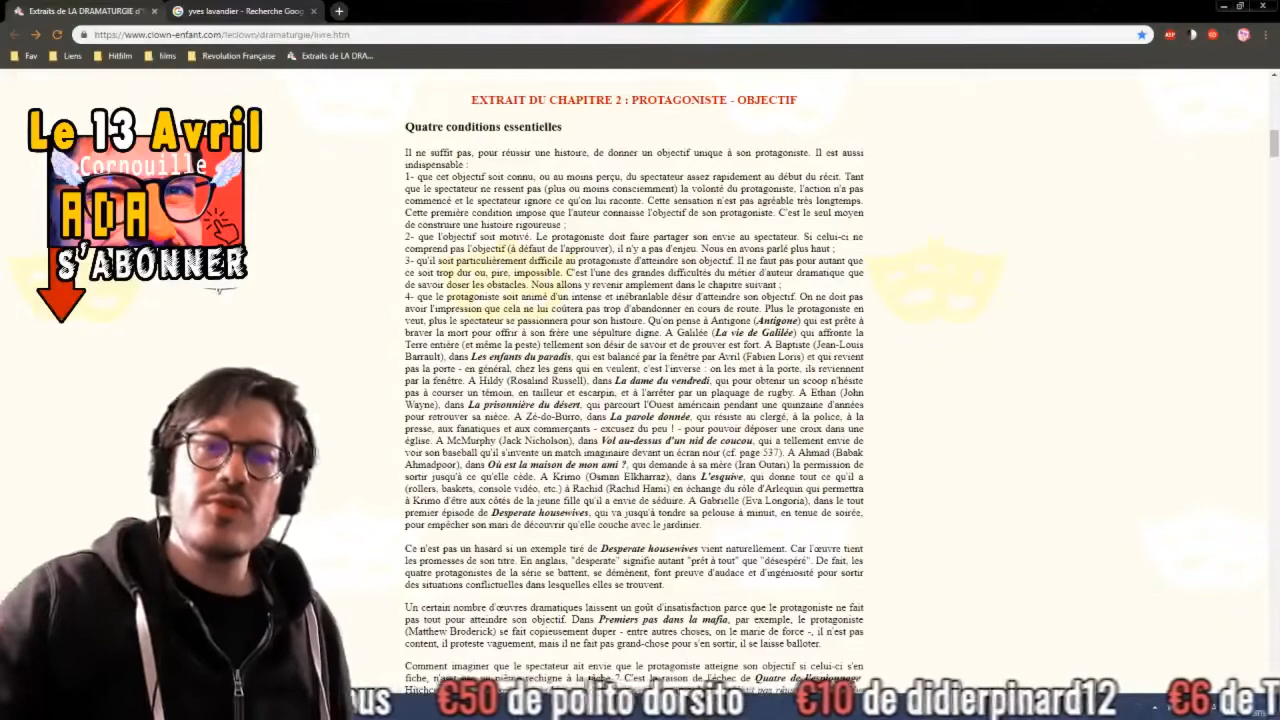 Extraits de LA DRAMATURGIE d'
yves lavandier - Recherche Goog
https://www.clown-enfant.com/leclown/dramaturgie/livre.htm
Fav
Liens
Hitfilm
films
Revolution Française
Extraits de LA DRA...
Le 13 Avril
Cornouille
ADA
S'ABONNER
EXTRAIT DU CHAPITRE 2 : PROTAGONISTE - OBJECTIF
Quatre conditions essentielles
Il ne suffit pas, pour réussir une histoire, de donner un objectif unique à son protagoniste. Il est aussi
indispensable :
1- que cet objectif soit connu, ou au moins perçu, du spectateur assez rapidement au début du récit. Tant
que le spectateur ne ressent pas (plus ou moins consciemment) la volonté du protagoniste, l'action n'a pas
commencé et le spectateur ignore ce qu'on lui raconte. Cette sensation n'est pas agréable très longtemps.
Cette première condition impose que l'auteur connaisse l'objectif de son protagoniste. C'est le seul moyen
de construire une histoire rigoureuse ;
2- que l'objectif soit motivé. Le protagoniste doit faire partager son envie au spectateur. Si celui-ci ne
comprend pas l'objectif (à défaut de l'approuver), il n'y a pas d'enjeu. Nous en avons parlé plus haut ;
3- qu'il soit particulièrement difficile au protagoniste d'atteindre son objectif. Il ne faut pas pour autant que
ce soit trop dur ou, pire, impossible. C'est l'une des grandes difficultés du métier d'auteur dramatique que
de savoir doser les obstacles. Nous allons y revenir amplement dans le chapitre suivant ;
4- que le protagoniste soit animé d'un intense et inébranlable désir d'atteindre son objectif. On ne doit pas
avoir l'impression que cela ne lui coûtera pas trop d'abandonner en cours de route. Plus le protagoniste en
veut, plus le spectateur se passionnera pour son histoire. Qu'on pense à Antigone (Antigone) qui est prête à
braver la mort pour offrir à son frère une sépulture digne. A Galilée (La vie de Galilée) qui affronte la
Terre entière (et même la peste) tellement son désir de savoir et de prouver est fort. A Baptiste (Jean-Louis
Barrault), dans Les enfants du paradis, qui est balancé par la fenêtre par Avril (Fabien Loris) et qui revient
pas la porte - en général, chez les gens qui en veulent, c'est l'inverse : on les met à la porte, ils reviennent
par la fenêtre. A Hildy (Rosalind Russell), dans La dame du vendredi, qui pour obtenir un scoop n'hésite
pas à courser un témoin, en tailleur et escarpin, et à l'arrêter par un plaquage de rugby. A Ethan (John
Wayne), dans La prisonnière du désert, qui parcourt l'Ouest américain pendant une quinzaine d'années
pour retrouver sa nièce. A Zé-do-Burro, dans La parole donnée, qui résiste au clergé, à la police, à la
presse, aux fanatiques et aux commerçants - excusez du peu ! - pour pouvoir déposer une croix dans une
église. A McMurphy (Jack Nicholson), dans Vol au-dessus d'un nid de coucou, qui a tellement envie de
voir son baseball qu'il s'invente un match imaginaire devant un écran noir (cf. page 537). A Ahmad (Babak
Ahmadpoor), dans Où est la maison de mon ami ?, qui demande à sa mère (Iran Outari) la permission de
sortir jusqu'à ce qu'elle cède. A Krimo (Osman Elkharraz), dans L'esquive, qui donne tout ce qu'il a
(rollers, baskets, console vidéo, etc.) à Rachid (Rachid Hami) en échange du rôle d'Arlequin qui permettra
à Krimo d'être aux côtés de la jeune fille qu'il a envie de séduire. A Gabrielle (Eva Longoria), dans le tout
premier épisode de Desperate housewives, qui va jusqu'à tondre sa pelouse à minuit, en tenue de soirée,
pour empêcher son mari de découvrir qu'elle couche avec le jardinier.
Ce n'est pas un hasard si un exemple tiré de Desperate housewives vient naturellement. Car l'œuvre tient
les promesses de son titre. En anglais, "desperate" signifie autant "prêt à tout" que "désespéré". De fait, les
quatre protagonistes de la série se battent, se démènent, font preuve d'audace et d'ingéniosité pour sortir
des situations conflictuelles dans lesquelles elles se trouvent.
Un certain nombre d'œuvres dramatiques laissent un goût d'insatisfaction parce que le protagoniste ne fait
pas tout pour atteindre son objectif. Dans Premiers pas dans la mafia, par exemple, le protagoniste
(Matthew Broderick) se fait copieusement duper - entre autres choses, on le marie de force -, il n'est pas
content, il proteste vaguement, mais il ne fait pas grand-chose pour s'en sortir, il se laisse balloter.
Comment imaginer que le spectateur ait envie que le protagoniste atteigne son objectif si celui-ci s'en
fiche, rechigne à la tâche ? C'est la raison de l'échec de Quatre de l'espionnage
ous €50 de polito dorsito €10 de didierpinard12 €6 de T